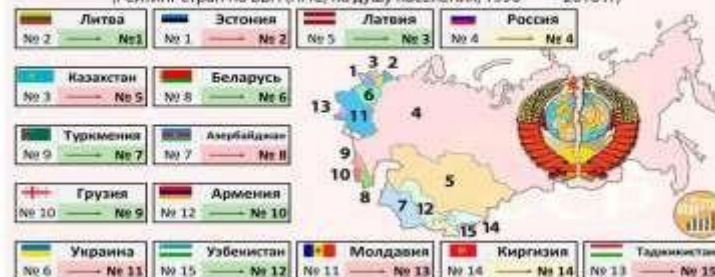 Литва Эстония Латвия Россия
№ 2 → №1 № 1 → № 2 № 5 → № 3 № 4 → № 4
Казахстан Беларусь
№ 3 → № 5 № 8 → № 6
Туркмения Азербайджан
№ 9 → № 7 № 7 → № 8
Грузия Армения
№ 10 → № 9 № 12 → № 10
Украина Узбекистан Молдавия Киргизия Таджикистан
№ 6 → № 11 № 15 → № 12 № 11 → № 13 № 14 → № 14 № 13
1 3 2
6
13 11 4
9
10 5
8 7 12
15 14